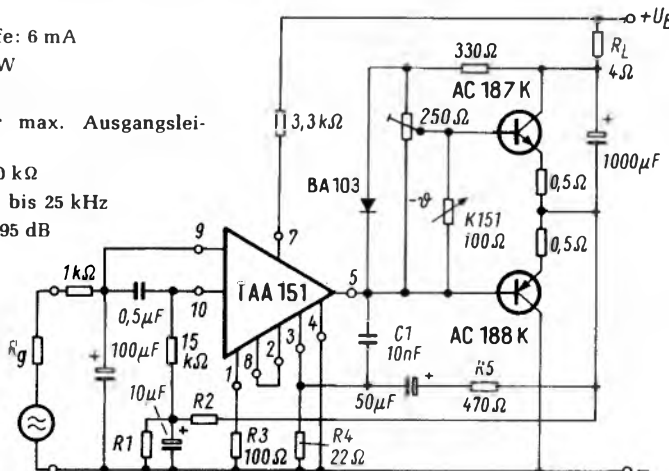 fe: 6 mA
W
max. Ausgangslei-
kΩ
bis 25 kHz
95 dB
+U_B
R_L
4Ω
330Ω
AC 187 K
250Ω
3,3 kΩ
1000µF
0,5Ω
BA 103
-ϑ
K151
100Ω
0,5Ω
9
7
1 kΩ
TAA 151
5
10
AC 188 K
0,5µF
100µF
15
kΩ
8
2
3
4
1
C1
10nF
R5
10µF
50µF
470Ω
R2
R1
R3
100Ω
R4
22Ω